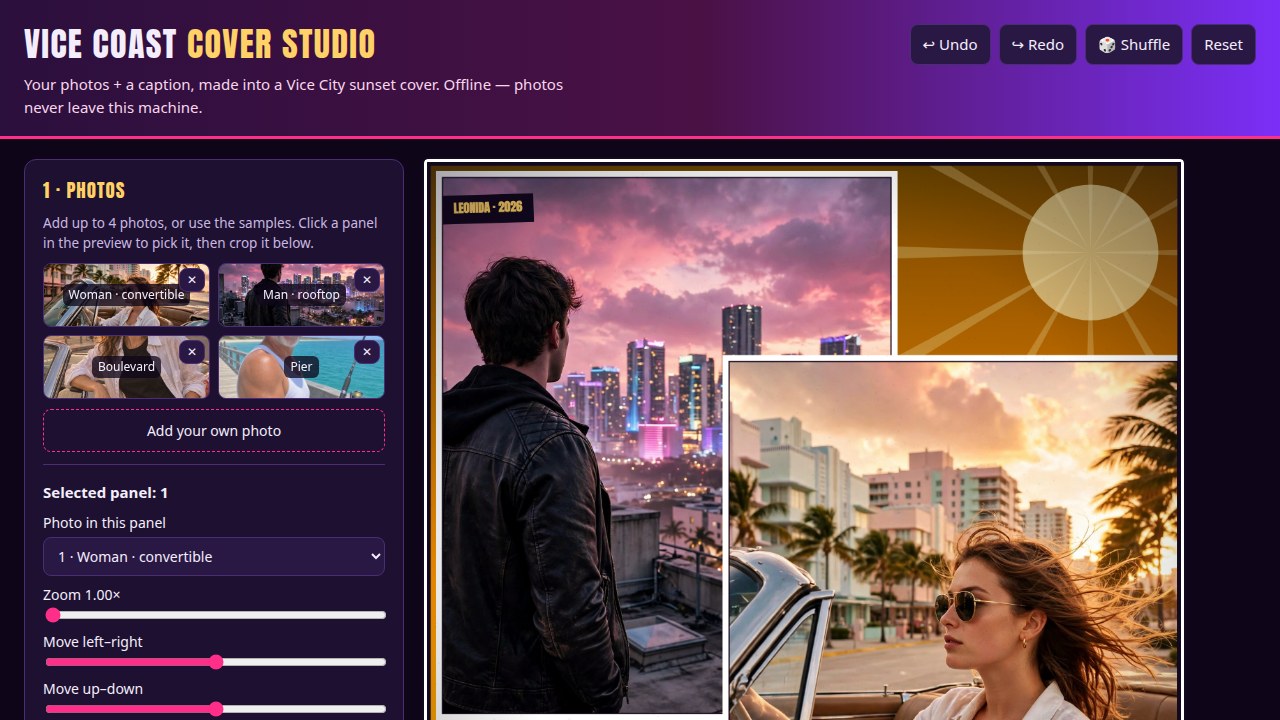 VICE COAST COVER STUDIO
Your photos + a caption, made into a Vice City sunset cover. Offline — photos
never leave this machine.
↩ Undo
↪ Redo
🎲 Shuffle
Reset
1 · PHOTOS
Add up to 4 photos, or use the samples. Click a panel
in the preview to pick it, then crop it below.
Woman · convertible
×
Man · rooftop
×
Boulevard
×
Pier
×
Add your own photo
Selected panel: 1
Photo in this panel
1 · Woman · convertible
Zoom 1.00×
Move left–right
Move up–down
LEONIDA · 2026